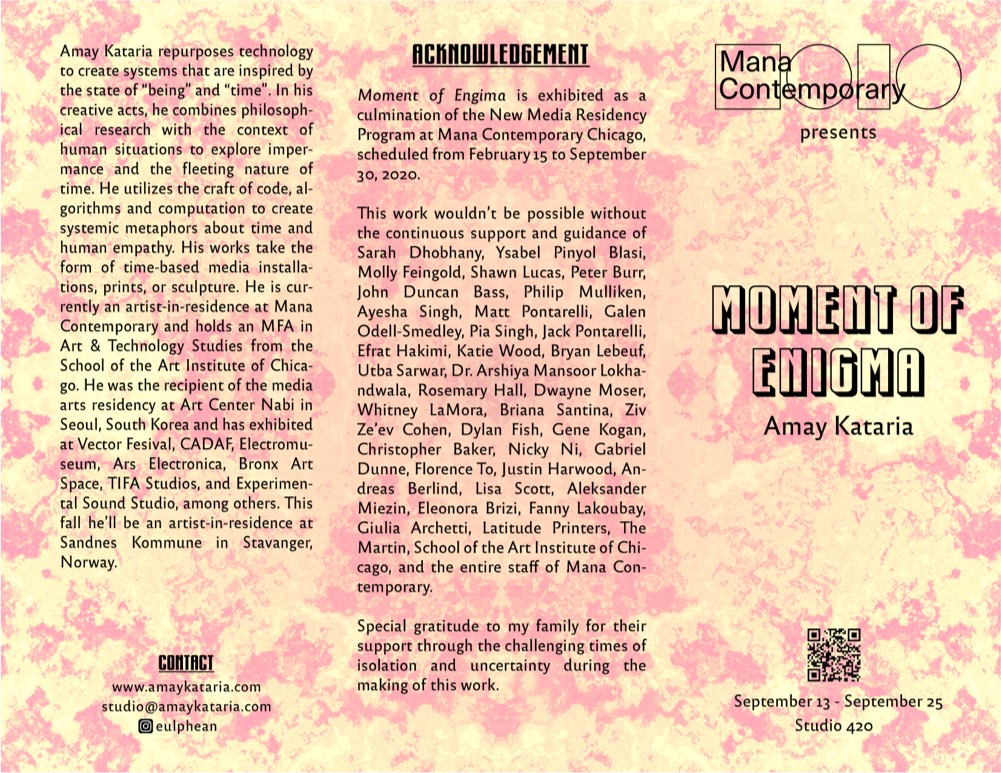 Amay Kataria repurposes technology
to create systems that are inspired by
the state of “being” and “time”. In his
creative acts, he combines philosoph-
ical research with the context of
human situations to explore imper-
mance and the fleeting nature of
time. He utilizes the craft of code, al-
gorithms and computation to create
systemic metaphors about time and
human empathy. His works take the
form of time-based media installa-
tions, prints, or sculpture. He is cur-
rently an artist-in-residence at Mana
Contemporary and holds an MFA in
Art & Technology Studies from the
School of the Art Institute of Chica-
go. He was the recipient of the media
arts residency at Art Center Nabi in
Seoul, South Korea and has exhibited
at Vector Fesival, CADAF, Electromu-
seum, Ars Electronica, Bronx Art
Space, TIFA Studios, and Experimen-
tal Sound Studio, among others. This
fall he’ll be an artist-in-residence at
Sandnes Kommune in Stavanger,
Norway.
CONTACT
www.amaykataria.com
studio@amaykataria.com
eulphean
ACKNOWLEDGEMENT
Moment of Engima is exhibited as a
culmination of the New Media Residency
Program at Mana Contemporary Chicago,
scheduled from February 15 to September
30, 2020.
This work wouldn’t be possible without
the continuous support and guidance of
Sarah Dhobhany, Ysabel Pinyol Blasi,
Molly Feingold, Shawn Lucas, Peter Burr,
John Duncan Bass, Philip Mulliken,
Ayesha Singh, Matt Pontarelli, Galen
Odell-Smedley, Pia Singh, Jack Pontarelli,
Efrat Hakimi, Katie Wood, Bryan Lebeuf,
Utba Sarwar, Dr. Arshiya Mansoor Lokha-
ndwala, Rosemary Hall, Dwayne Moser,
Whitney LaMora, Briana Santina, Ziv
Ze’ev Cohen, Dylan Fish, Gene Kogan,
Christopher Baker, Nicky Ni, Gabriel
Dunne, Florence To, Justin Harwood, An-
dreas Berlind, Lisa Scott, Aleksander
Miezin, Eleonora Brizi, Fanny Lakoubay,
Giulia Archetti, Latitude Printers, The
Martin, School of the Art Institute of Chi-
cago, and the entire staff of Mana Con-
temporary.
Special gratitude to my family for their
support through the challenging times of
isolation and uncertainty during the
making of this work.
Mana
Contemporary
presents
MOMENT OF
ENIGMA
Amay Kataria
September 13 - September 25
Studio 420